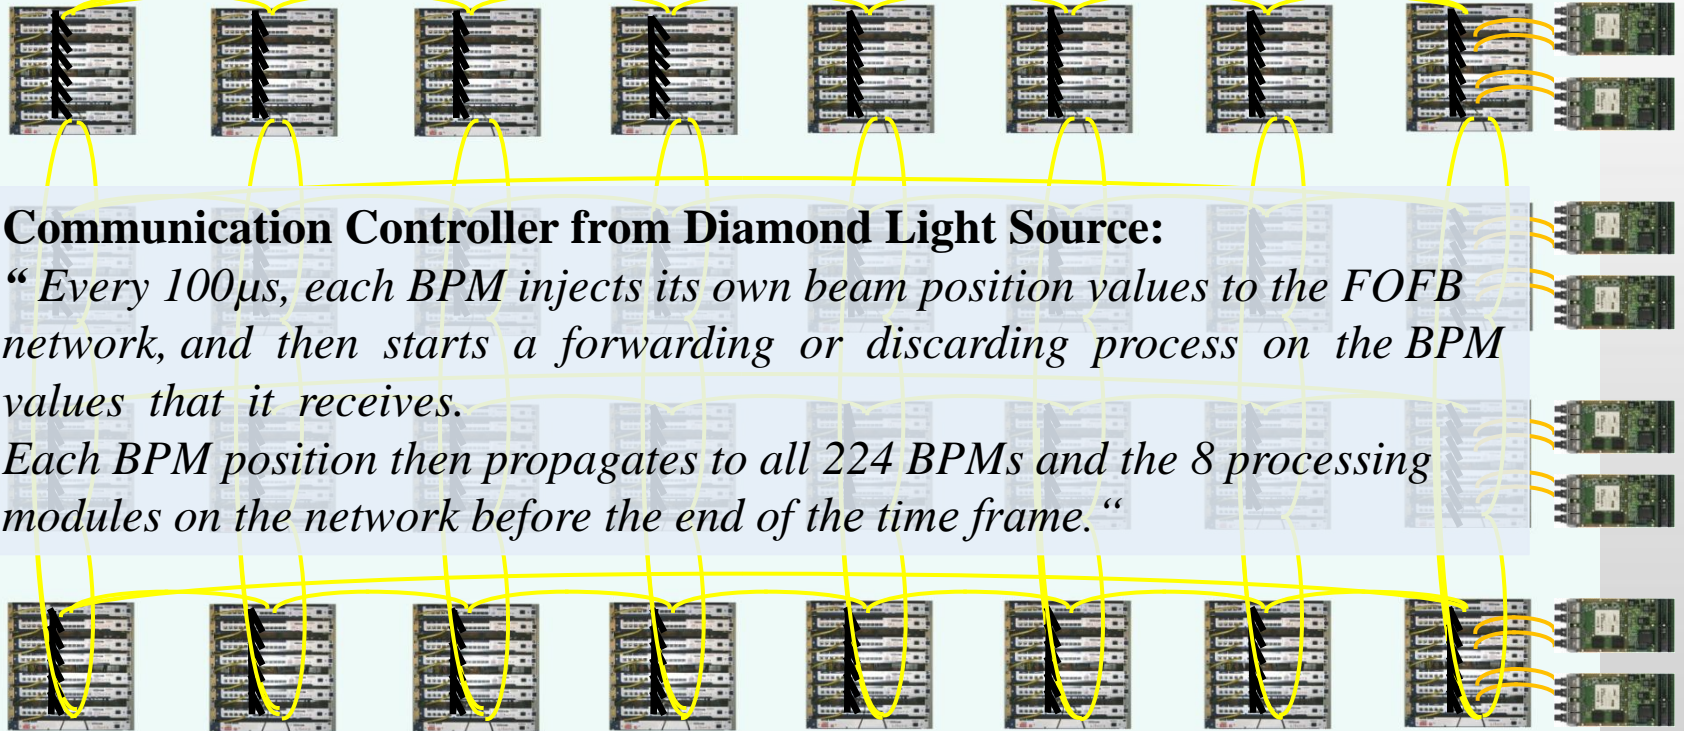 Communication Controller from Diamond Light Source:
“ Every 100µs, each BPM injects its own beam position values to the FOFB
network, and then starts a forwarding or discarding process on the BPM
values that it receives.
Each BPM position then propagates to all 224 BPMs and the 8 processing
modules on the network before the end of the time frame.“